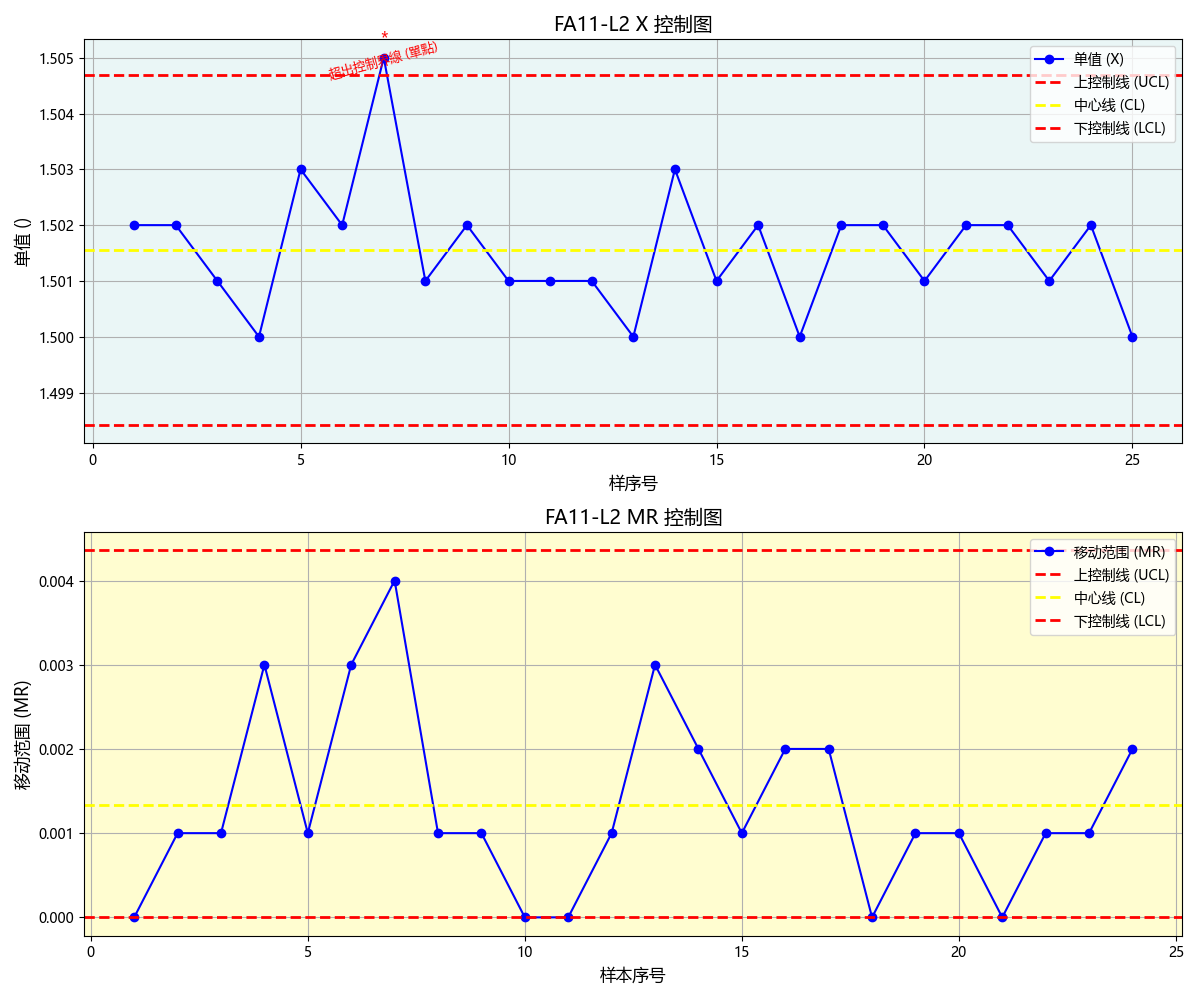 FA11-L2 X 控制图
*
超出控制界線 (單點)
单值 (X)
上控制线 (UCL)
中心线 (CL)
下控制线 (LCL)
单值 ()
1.505
1.504
1.503
1.502
1.501
1.500
1.499
0 5 10 15 20 25
样序号
FA11-L2 MR 控制图
移动范围 (MR)
上控制线 (UCL)
中心线 (CL)
下控制线 (LCL)
移动范围 (MR)
0.004
0.003
0.002
0.001
0.000
0 5 10 15 20 25
样本序号